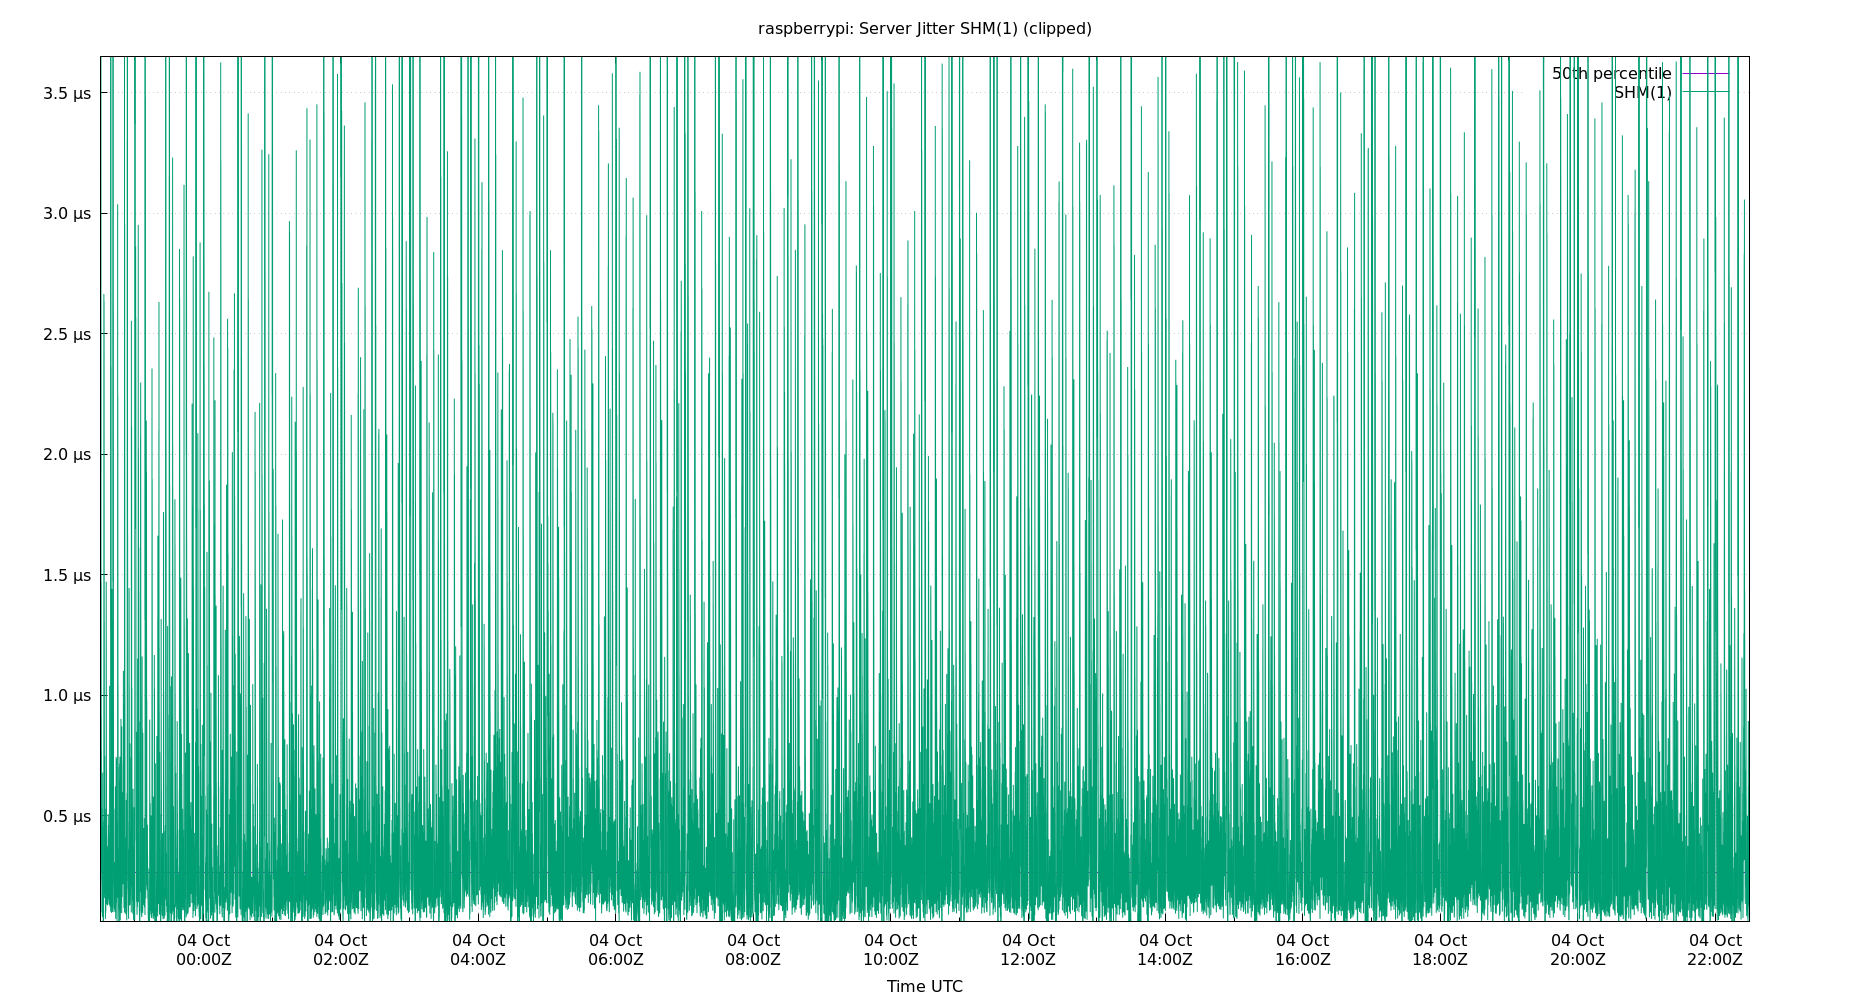 raspberrypi: Server Jitter SHM(1) (clipped)
50th percentile
SHM(1)
3.5 µs
3.0 µs
2.5 µs
2.0 µs
1.5 µs
1.0 µs
0.5 µs
04 Oct 04 Oct 04 Oct 04 Oct 04 Oct 04 Oct 04 Oct 04 Oct 04 Oct 04 Oct 04 Oct 04 Oct
00:00Z 02:00Z 04:00Z 06:00Z 08:00Z 10:00Z 12:00Z 14:00Z 16:00Z 18:00Z 20:00Z 22:00Z
Time UTC